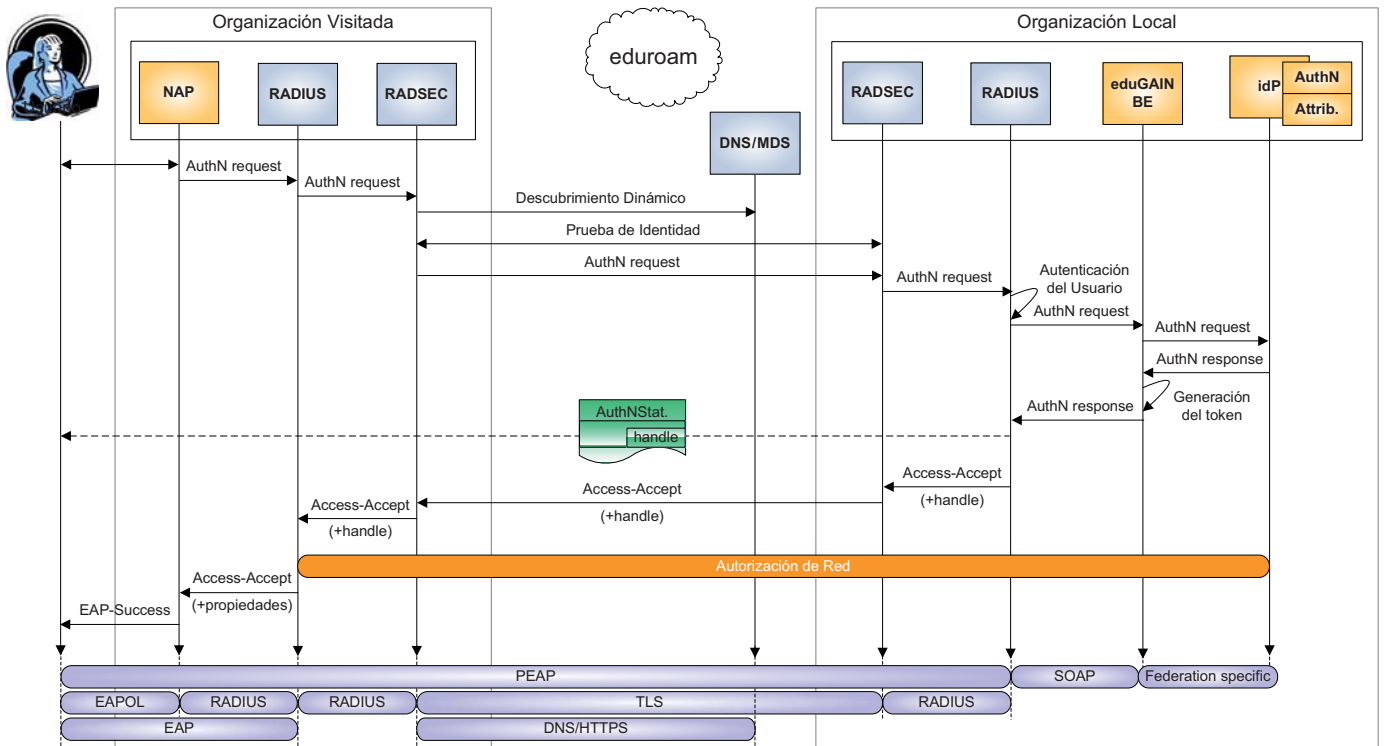 Organización Visitada
eduroam
Organización Local
NAP
RADIUS
RADSEC
DNS/MDS
RADSEC
RADIUS
eduGAIN
BE
idP
AuthN
Attrib.
AuthN request
AuthN request
Descubrimiento Dinámico
Prueba de Identidad
AuthN request
AuthN request
Autenticación
del Usuario
AuthN request
AuthN request
AuthN response
Generación
del token
AuthN response
AuthNStat.
handle
Access-Accept
(+handle)
Access-Accept
(+handle)
Access-Accept
(+handle)
Autorización de Red
Access-Accept
(+propiedades)
EAP-Success
PEAP
SOAP
Federation specific
EAPOL
RADIUS
RADIUS
TLS
RADIUS
EAP
DNS/HTTPS